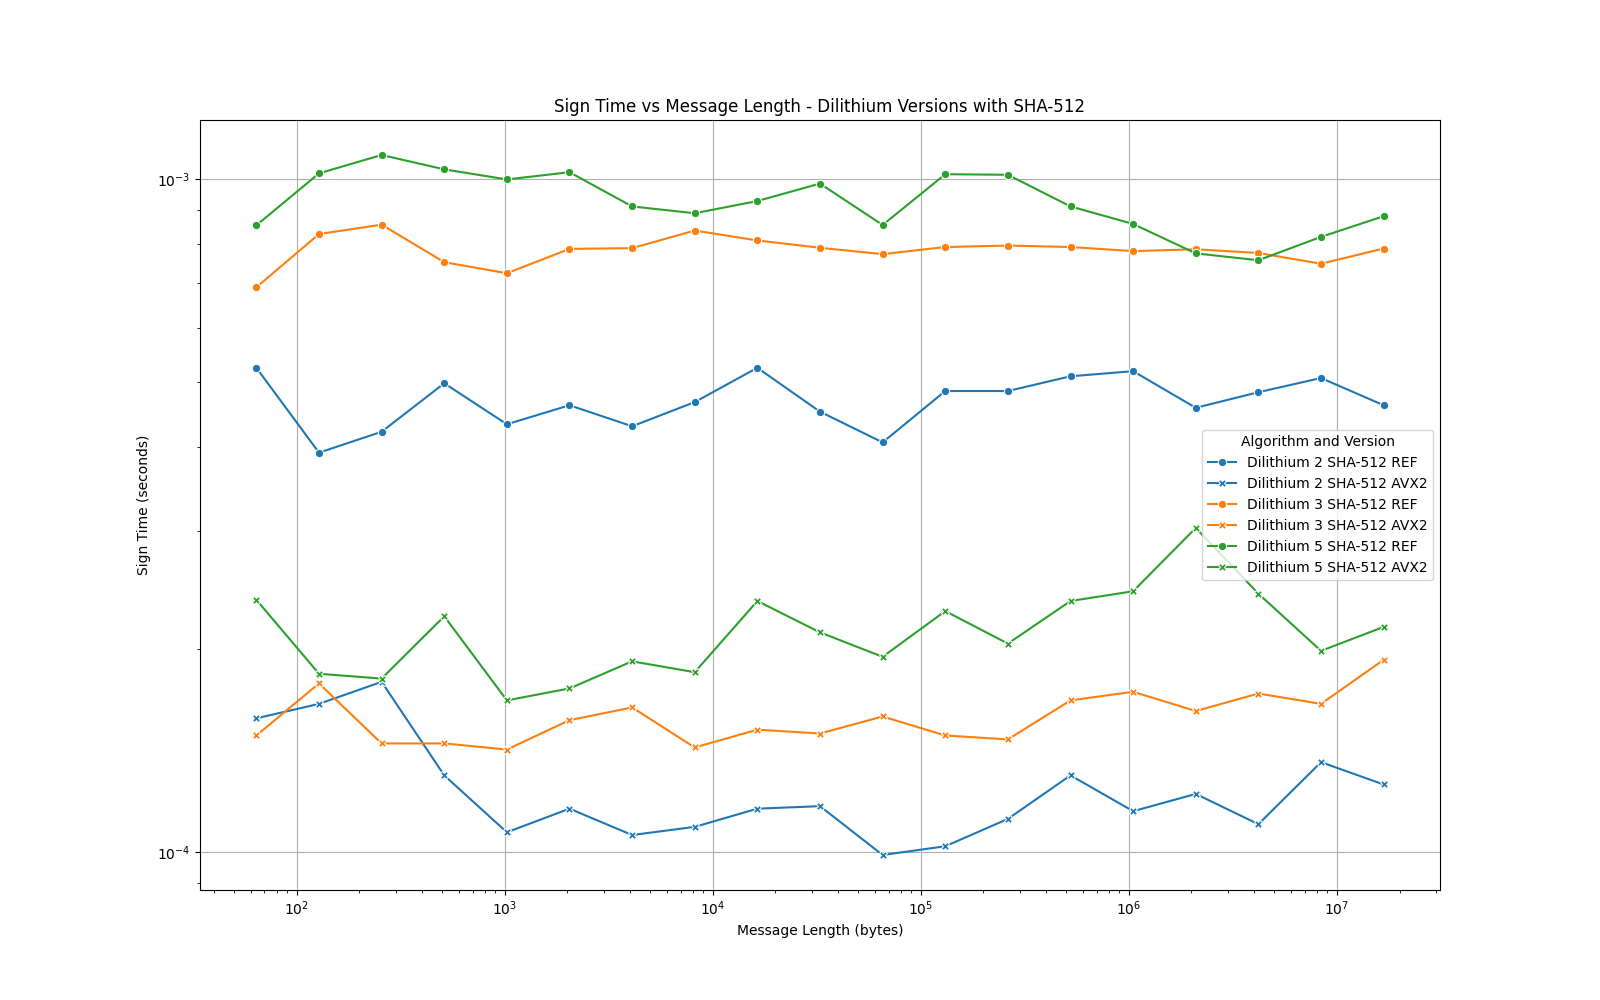 Sign Time vs Message Length - Dilithium Versions with SHA-512
10⁻³
10⁻⁴
Sign Time (seconds)
Algorithm and Version
Dilithium 2 SHA-512 REF
Dilithium 2 SHA-512 AVX2
Dilithium 3 SHA-512 REF
Dilithium 3 SHA-512 AVX2
Dilithium 5 SHA-512 REF
Dilithium 5 SHA-512 AVX2
10² 10³ 10⁴ 10⁵ 10⁶ 10⁷
Message Length (bytes)